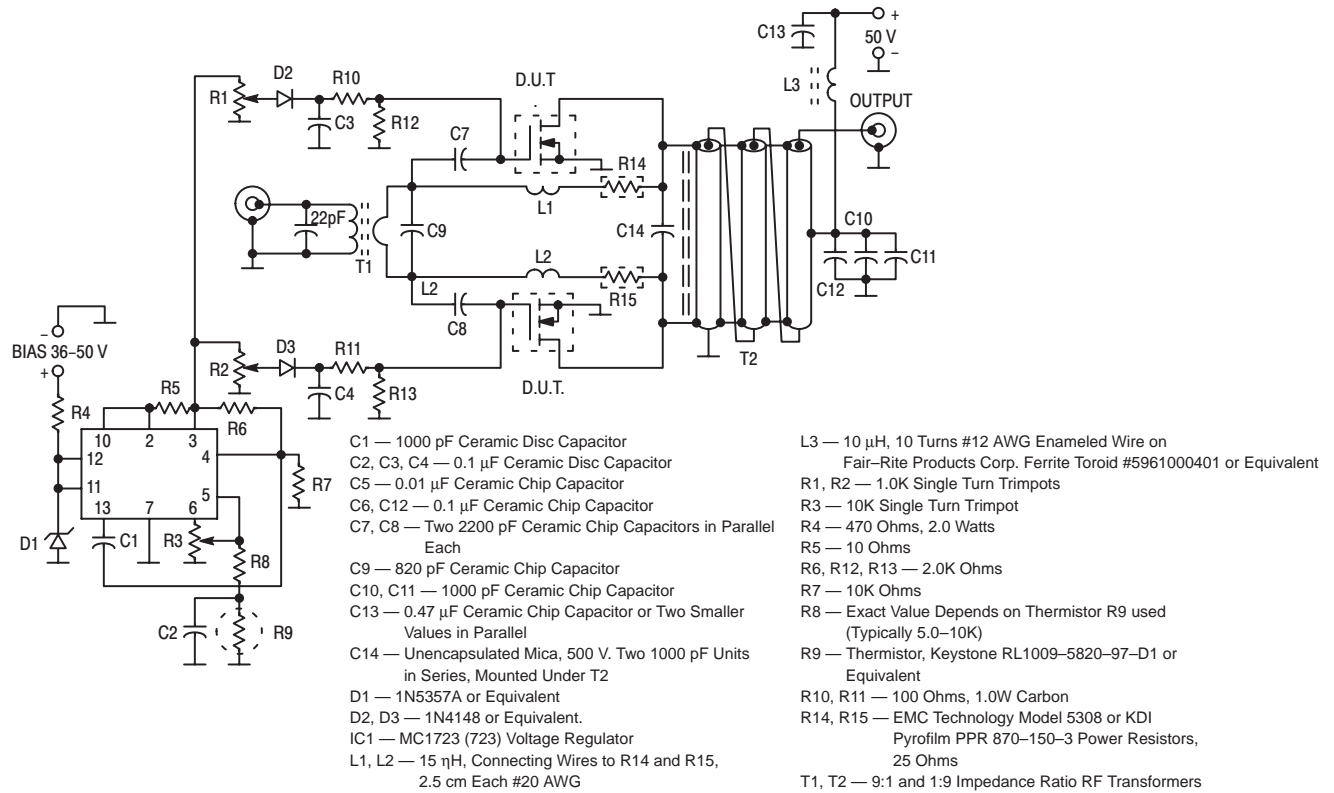 C13
+
50 V
–
D2
R10
D.U.T
.
L3
OUTPUT
R1
C3
R12
C7
R14
L1
22pF
C9
C14
C10
T1
L2
C11
L2
R15
C12
C8
–
BIAS 36–50 V
+
D3
R11
T2
R2
R5
C4
R13
D.U.T.
R4
R6
10
2
3
12
4
11
5
R7
13
7
6
D1
C1
R3
R8
C2
R9
C1 — 1000 pF Ceramic Disc Capacitor
C2, C3, C4 — 0.1 μF Ceramic Disc Capacitor
C5 — 0.01 μF Ceramic Chip Capacitor
C6, C12 — 0.1 μF Ceramic Chip Capacitor
C7, C8 — Two 2200 pF Ceramic Chip Capacitors in Parallel
Each
C9 — 820 pF Ceramic Chip Capacitor
C10, C11 — 1000 pF Ceramic Chip Capacitor
C13 — 0.47 μF Ceramic Chip Capacitor or Two Smaller
Values in Parallel
C14 — Unencapsulated Mica, 500 V. Two 1000 pF Units
in Series, Mounted Under T2
D1 — 1N5357A or Equivalent
D2, D3 — 1N4148 or Equivalent.
IC1 — MC1723 (723) Voltage Regulator
L1, L2 — 15 ηH, Connecting Wires to R14 and R15,
2.5 cm Each #20 AWG
L3 — 10 μH, 10 Turns #12 AWG Enameled Wire on
Fair–Rite Products Corp. Ferrite Toroid #5961000401 or Equivalent
R1, R2 — 1.0K Single Turn Trimpots
R3 — 10K Single Turn Trimpot
R4 — 470 Ohms, 2.0 Watts
R5 — 10 Ohms
R6, R12, R13 — 2.0K Ohms
R7 — 10K Ohms
R8 — Exact Value Depends on Thermistor R9 used
(Typically 5.0–10K)
R9 — Thermistor, Keystone RL1009–5820–97–D1 or
Equivalent
R10, R11 — 100 Ohms, 1.0W Carbon
R14, R15 — EMC Technology Model 5308 or KDI
Pyrofilm PPR 870–150–3 Power Resistors,
25 Ohms
T1, T2 — 9:1 and 1:9 Impedance Ratio RF Transformers